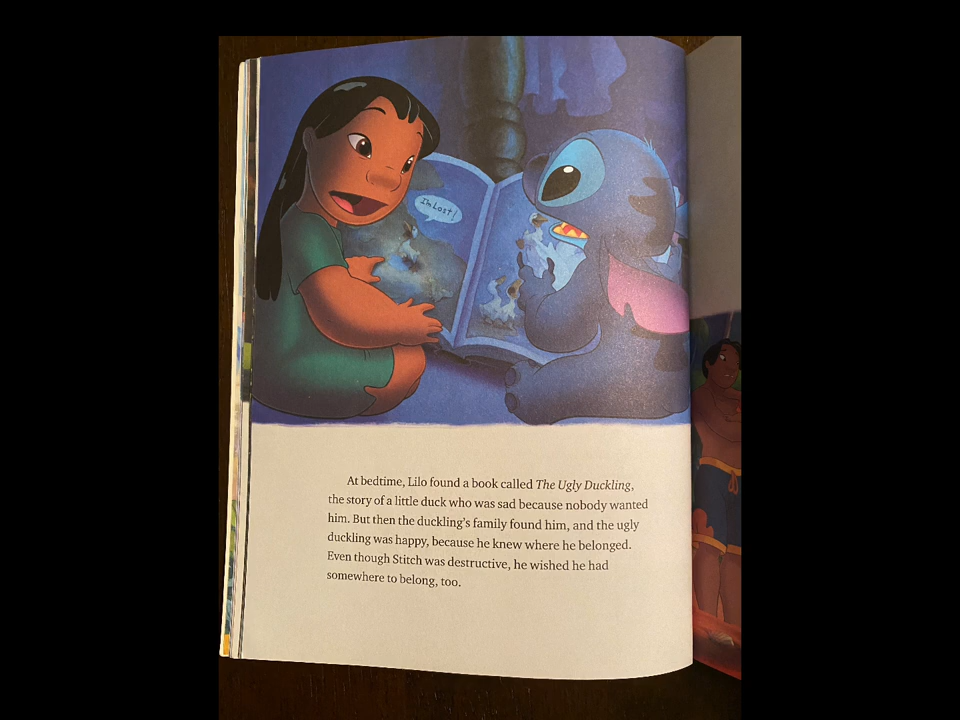 I'm Lost!
At bedtime, Lilo found a book called The Ugly Duckling,
the story of a little duck who was sad because nobody wanted
him. But then the duckling's family found him, and the ugly
duckling was happy, because he knew where he belonged.
Even though Stitch was destructive, he wished he had
somewhere to belong, too.